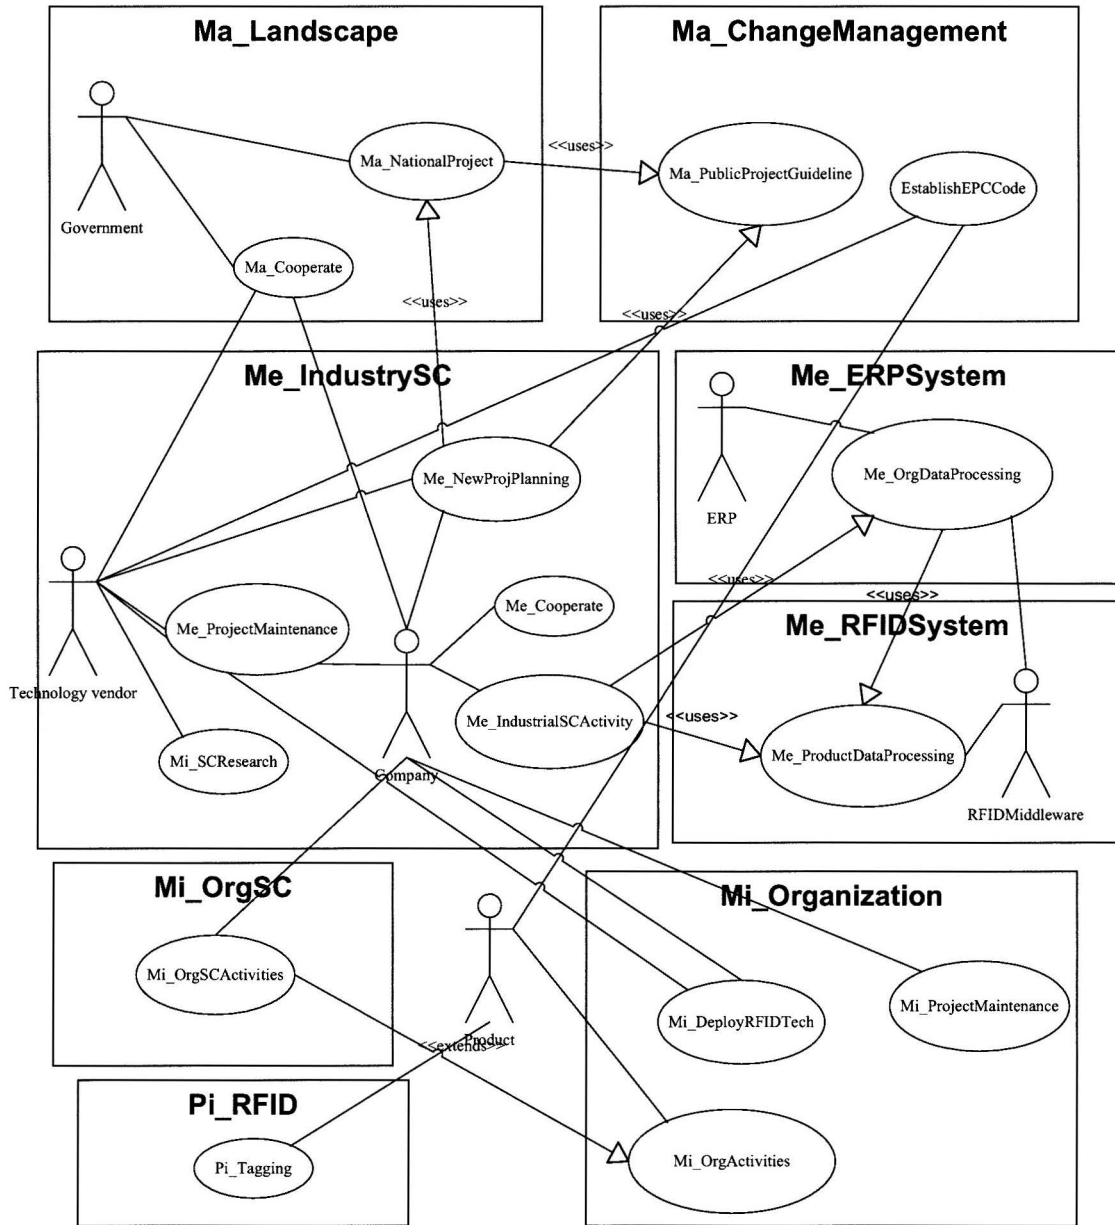 Ma_Landscape
Ma_ChangeManagement
Ma_NationalProject
<<uses>>
Ma_PublicProjectGuideline
EstablishEPCCode
Government
Ma_Cooperate
<<uses>>
<<uses>>
Me_IndustrySC
Me_ERPSystem
Me_NewProjPlanning
Me_OrgDataProcessing
ERP
<<uses>>
<<uses>>
Me_Cooperate
Me_ProjectMaintenance
Me_RFIDSystem
Technology vendor
Me_IndustrialSCActivity
<<uses>>
Me_ProductDataProcessing
Mi_SCResearch
Company
RFIDMiddleware
Mi_OrgSC
Mi_Organization
Mi_OrgSCActivities
Mi_DeployRFIDTech
Mi_ProjectMaintenance
<<extends>>
Product
Pi_RFID
Pi_Tagging
Mi_OrgActivities